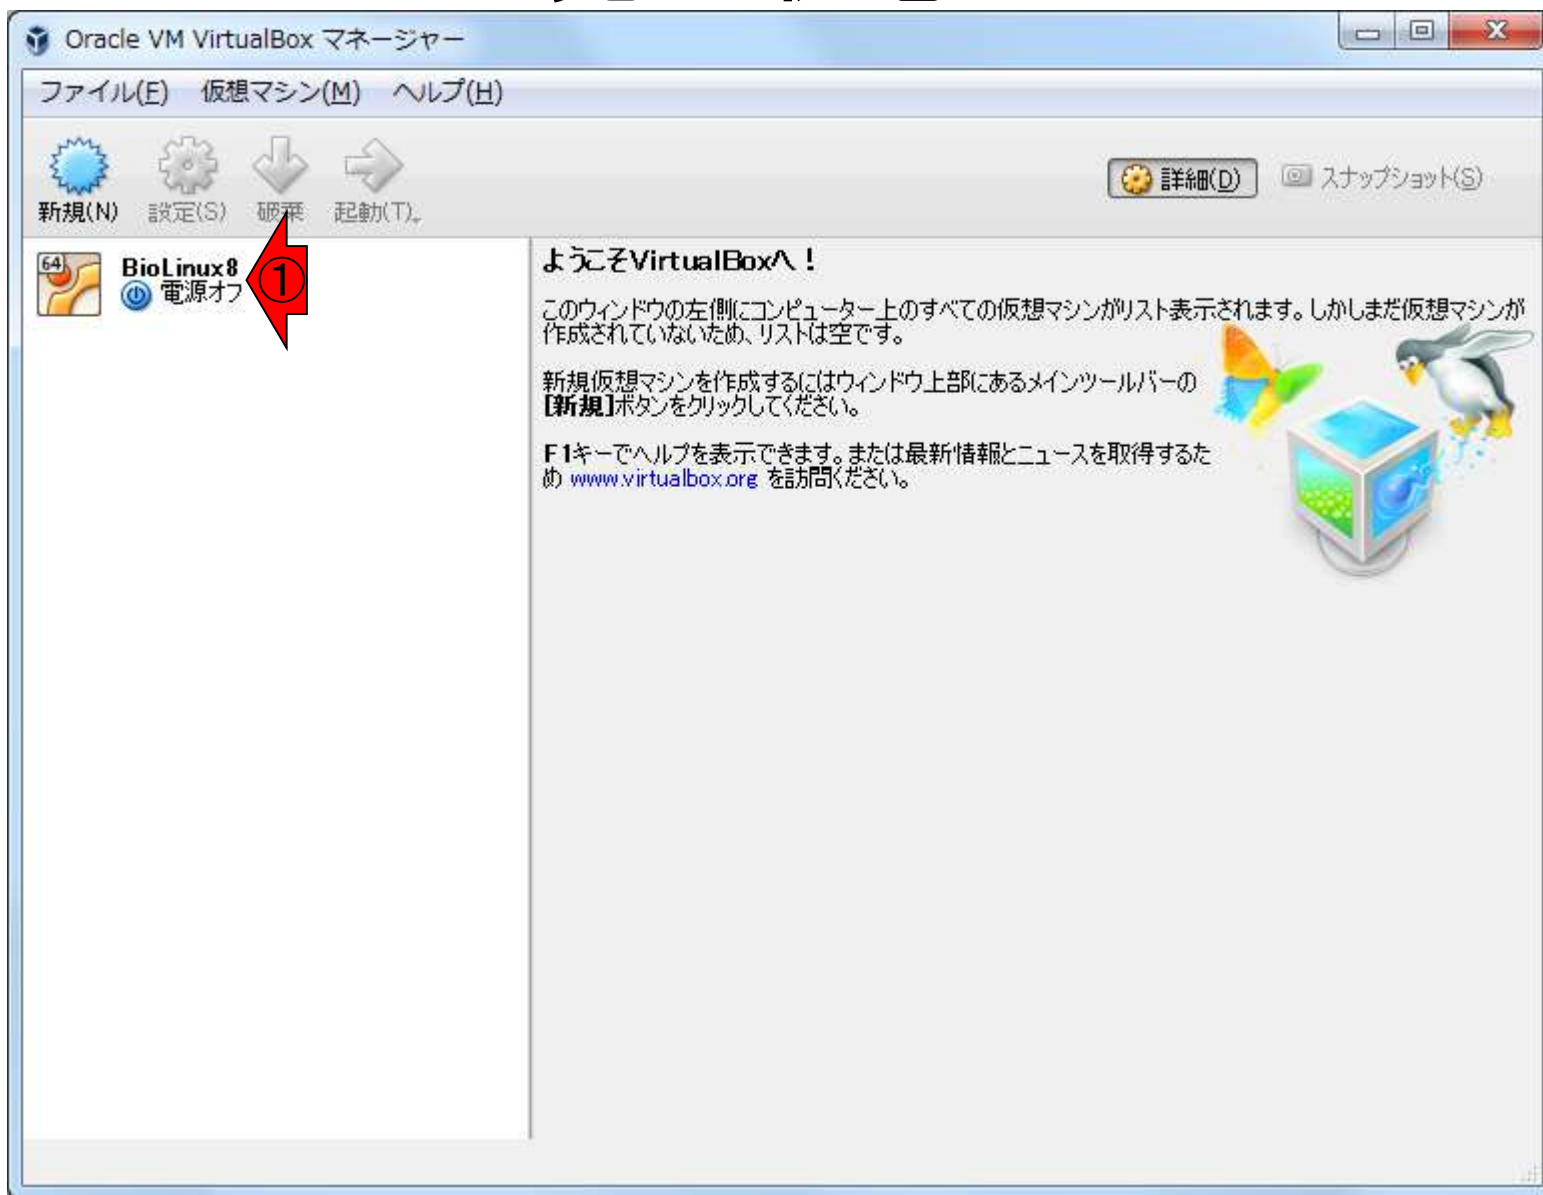 Oracle VM VirtualBox マネージャー
ファイル(F) 仮想マシン(M) ヘルプ(H)
新規(N) 設定(S) 破棄 起動(T) 詳細(D) スナップショット(S)
64
BioLinux8
電源オフ
①
ようこそVirtualBoxへ！
このウィンドウの左側にコンピューター上のすべての仮想マシンがリスト表示されます。しかしまだ仮想マシンが
作成されていないため、リストは空です。
新規仮想マシンを作成するにはウィンドウ上部にあるメインツールバーの
[新規]ボタンをクリックしてください。
F1キーでヘルプを表示できます。または最新情報とニュースを取得するた
め www.virtualbox.org を訪問ください。